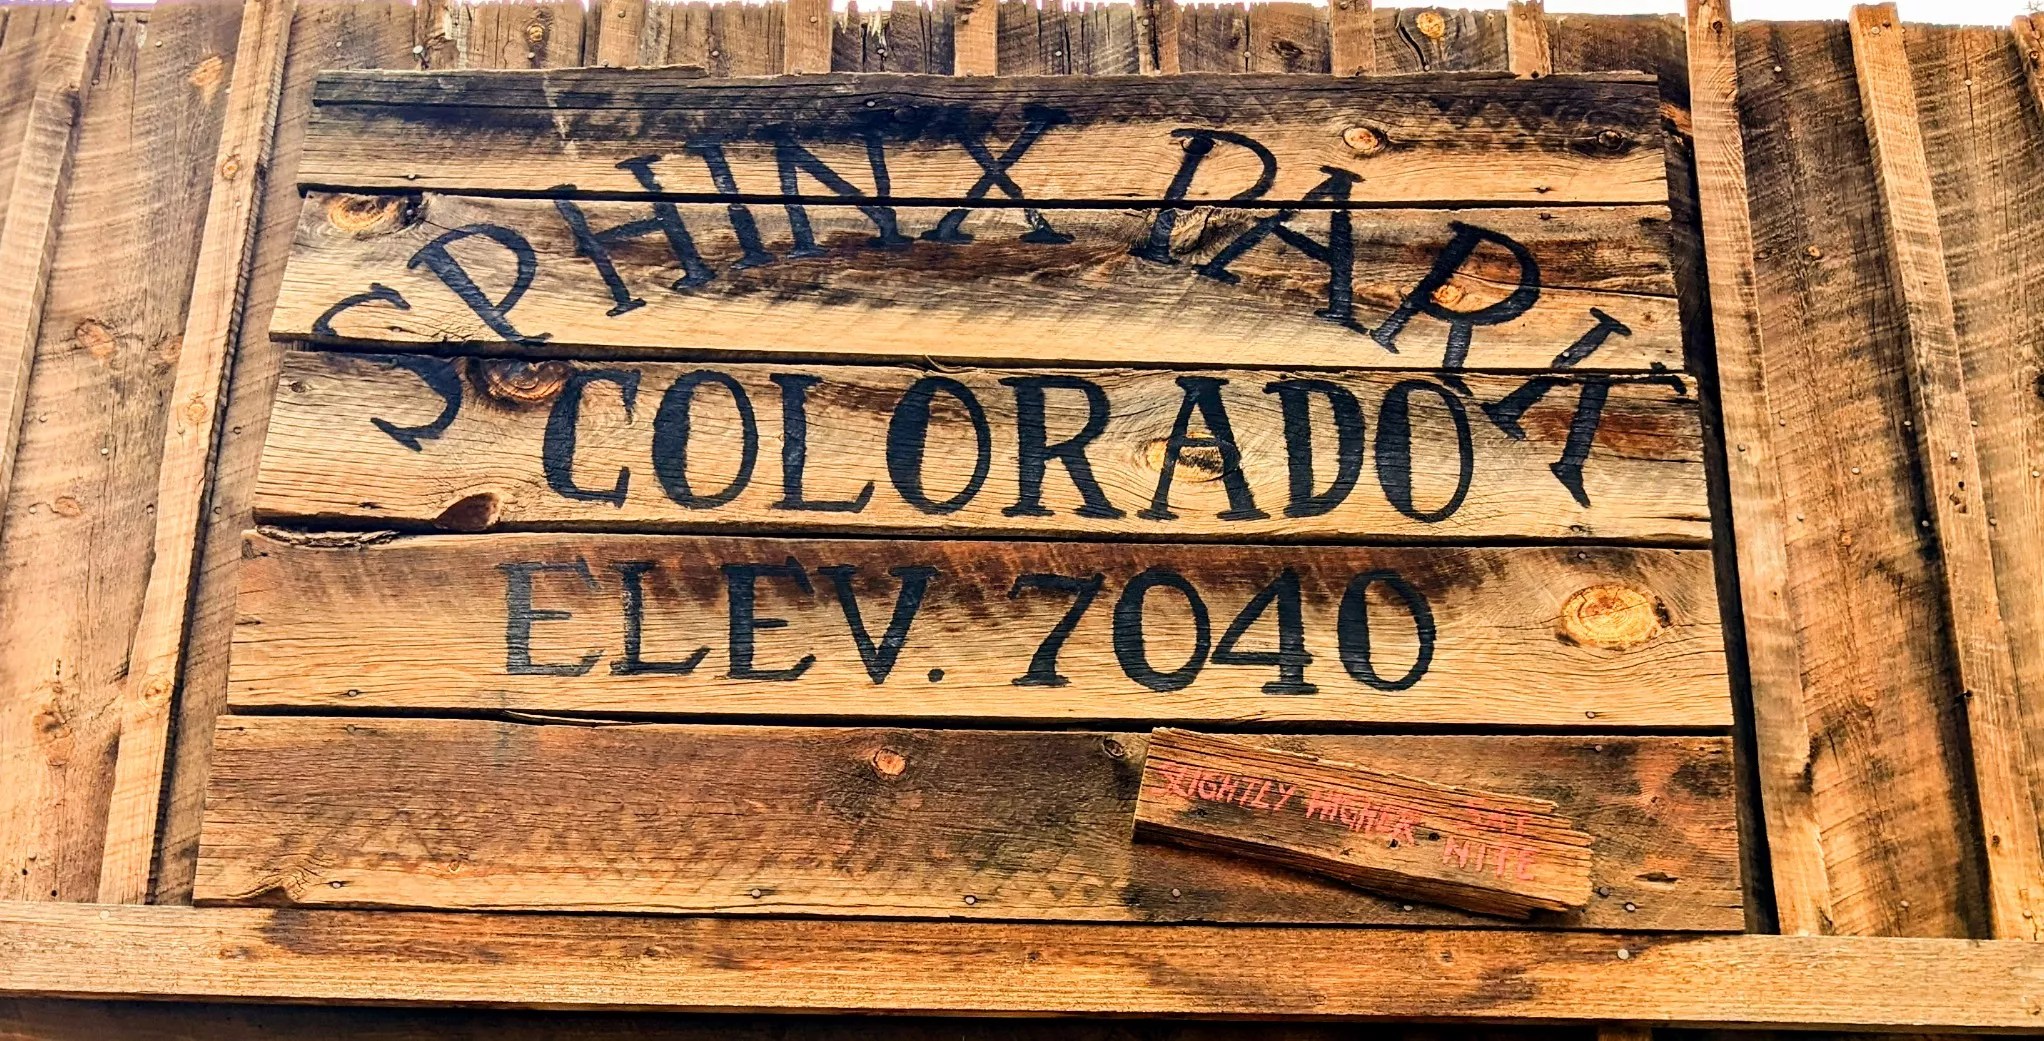 SPHINX PARK
COLORADO
ELEV. 7040
SLIGHTLY HIGHER SAT
NITE